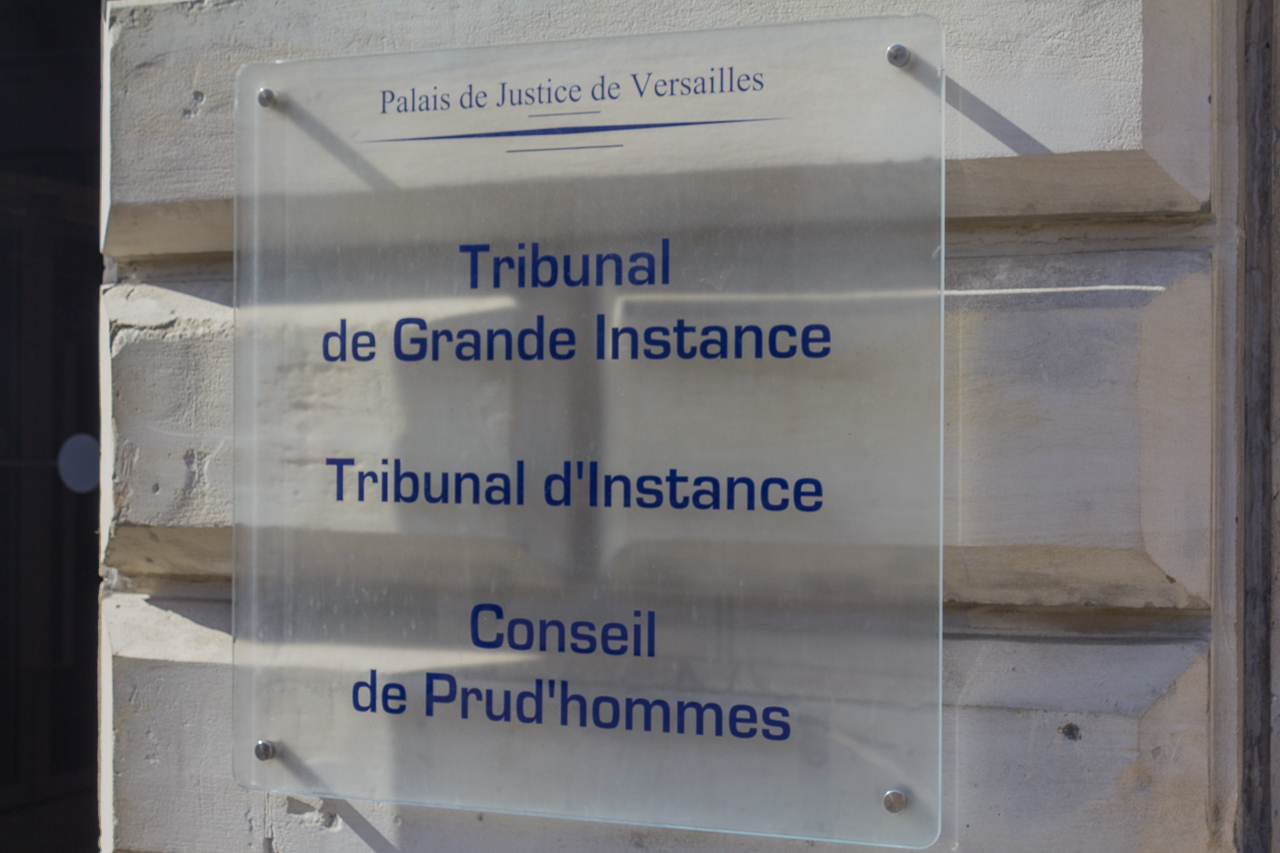 Palais de Justice de Versailles
Tribunal
de Grande Instance
Tribunal d'Instance
Conseil
de Prud'hommes